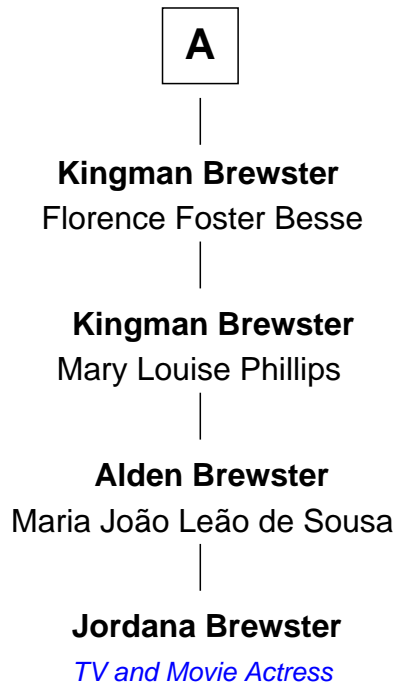 A
Kingman Brewster
Florence Foster Besse
Kingman Brewster
Mary Louise Phillips
Alden Brewster
Maria João Leão de Sousa
Jordana Brewster
TV and Movie Actress